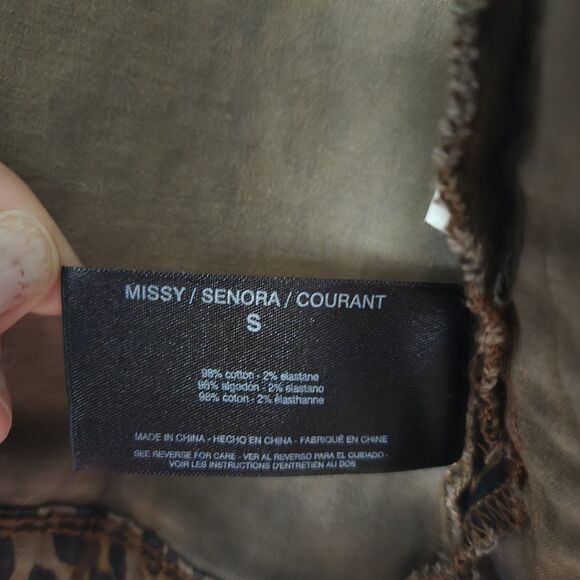 MISSY / SENORA / COURANT
S
98% cotton - 2% elastane
98% algodón - 2% elastano
98% coton - 2% élasthanne
MADE IN CHINA - HECHO EN CHINA - FABRIQUÉ EN CHINE
SEE REVERSE FOR CARE - VER AL REVERSO PARA EL CUIDADO -
VOIR LES INSTRUCTIONS D'ENTRETIEN AU DOS